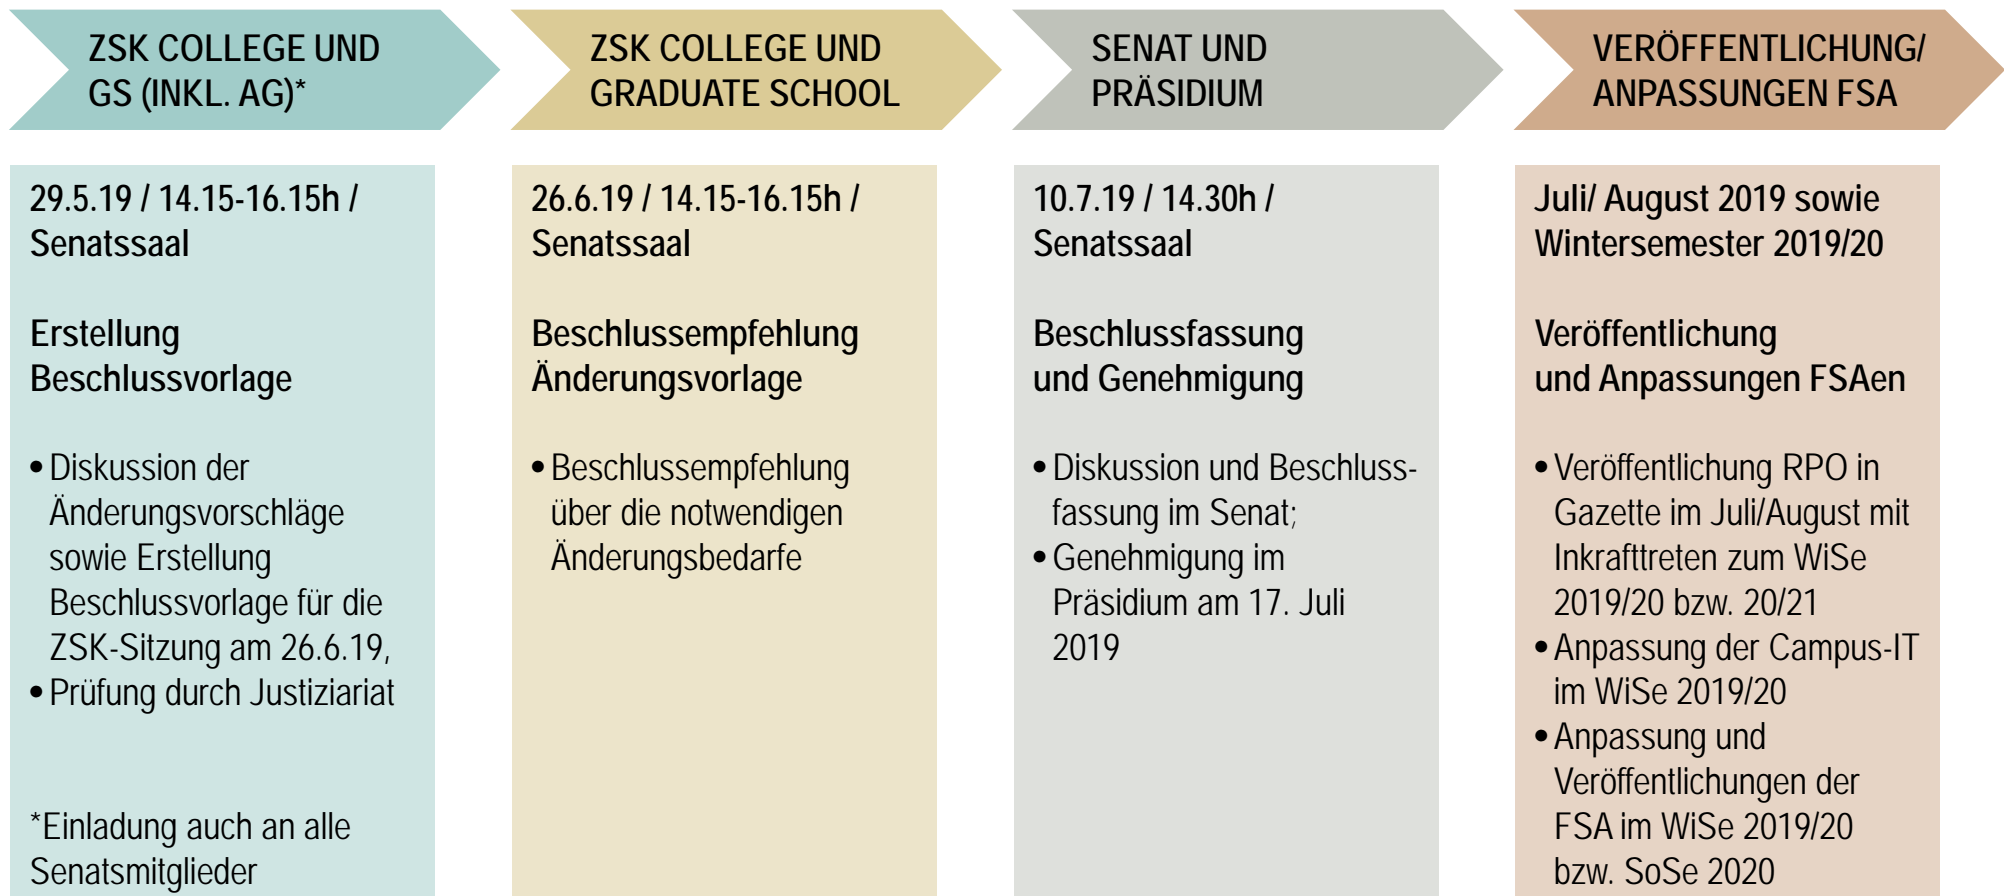 ZSK COLLEGE UND
GS (INKL. AG)*
29.5.19 / 14.15-16.15h /
Senatssaal
Erstellung
Beschlussvorlage
• Diskussion der
Änderungsvorschläge
sowie Erstellung
Beschlussvorlage für die
ZSK-Sitzung am 26.6.19,
• Prüfung durch Justiziariat
*Einladung auch an alle
Senatsmitglieder
ZSK COLLEGE UND
GRADUATE SCHOOL
26.6.19 / 14.15-16.15h /
Senatssaal
Beschlussempfehlung
Änderungsvorlage
• Beschlussempfehlung
über die notwendigen
Änderungsbedarfe
SENAT UND
PRÄSIDIUM
10.7.19 / 14.30h /
Senatssaal
Beschlussfassung
und Genehmigung
• Diskussion und Beschluss-
fassung im Senat;
• Genehmigung im
Präsidium am 17. Juli
2019
VERÖFFENTLICHUNG/
ANPASSUNGEN FSA
Juli/ August 2019 sowie
Wintersemester 2019/20
Veröffentlichung
und Anpassungen FSAen
• Veröffentlichung RPO in
Gazette im Juli/August mit
Inkrafttreten zum WiSe
2019/20 bzw. 20/21
• Anpassung der Campus-IT
im WiSe 2019/20
• Anpassung und
Veröffentlichungen der
FSA im WiSe 2019/20
bzw. SoSe 2020